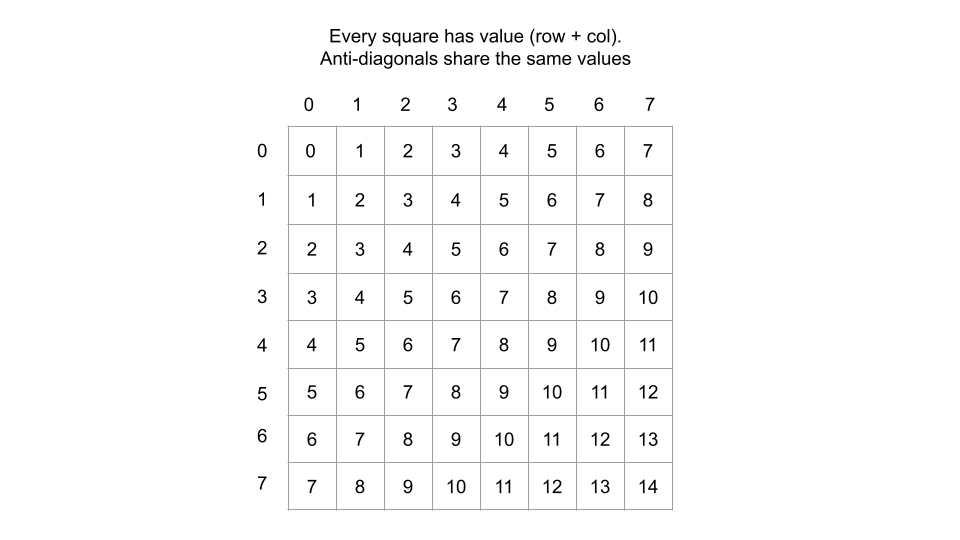 Every square has value (row + col).
Anti-diagonals share the same values
0 1 2 3 4 5 6 7
0 0 1 2 3 4 5 6 7
1 1 2 3 4 5 6 7 8
2 2 3 4 5 6 7 8 9
3 3 4 5 6 7 8 9 10
4 4 5 6 7 8 9 10 11
5 5 6 7 8 9 10 11 12
6 6 7 8 9 10 11 12 13
7 7 8 9 10 11 12 13 14